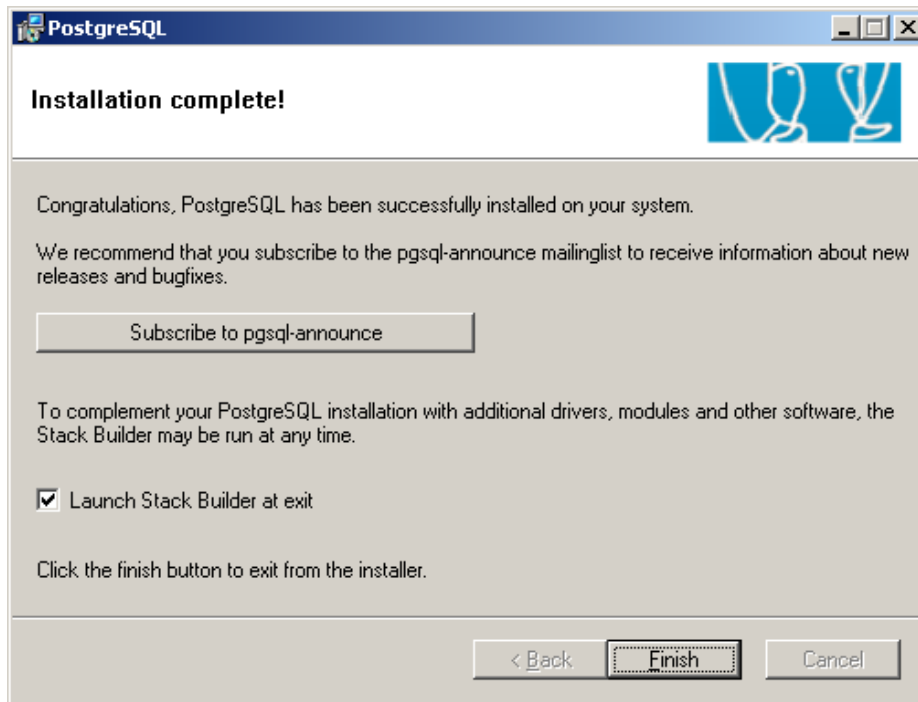 PostgreSQL
Installation complete!
Congratulations, PostgreSQL has been successfully installed on your system.
We recommend that you subscribe to the pgsql-announce mailinglist to receive information about new
releases and bugfixes.
Subscribe to pgsql-announce
To complement your PostgreSQL installation with additional drivers, modules and other software, the
Stack Builder may be run at any time.
Launch Stack Builder at exit
Click the finish button to exit from the installer.
< Back
Finish
Cancel